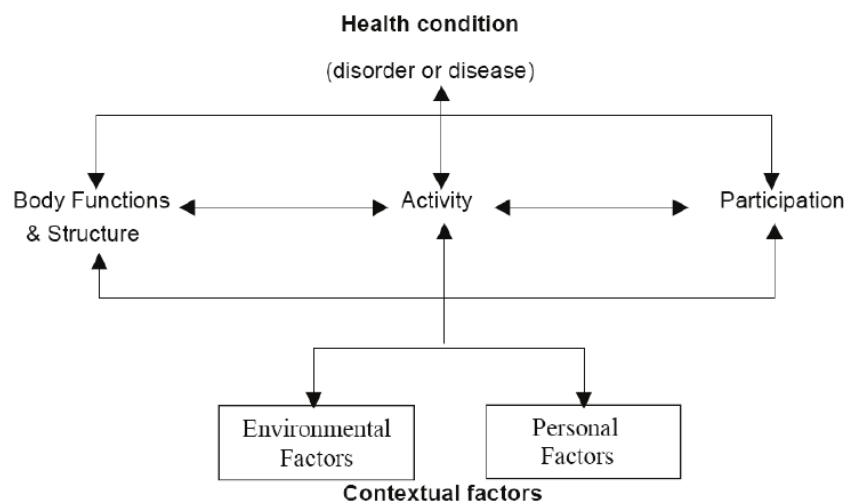 Health condition
(disorder or disease)
Body Functions
& Structure
Activity
Participation
Environmental
Factors
Personal
Factors
Contextual factors